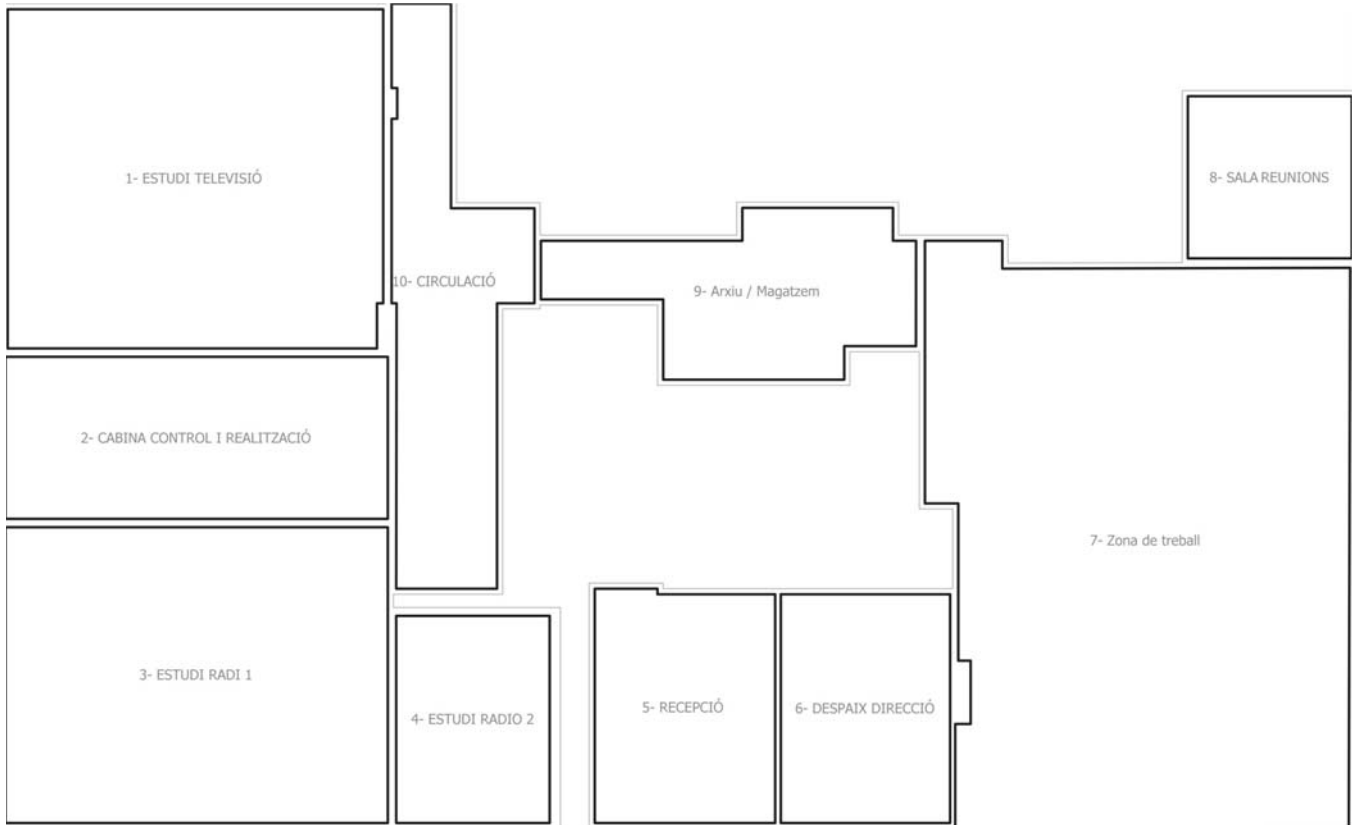 1- ESTUDI TELEVISIÓ
8- SALA REUNIONS
10- CIRCULACIÓ
9- Arxiu / Magatzem
2- CABINA CONTROL I REALITZACIÓ
7- Zona de treball
3- ESTUDI RADI 1
4- ESTUDI RADIO 2
5- RECEPCIÓ
6- DESPAIX DIRECCIÓ